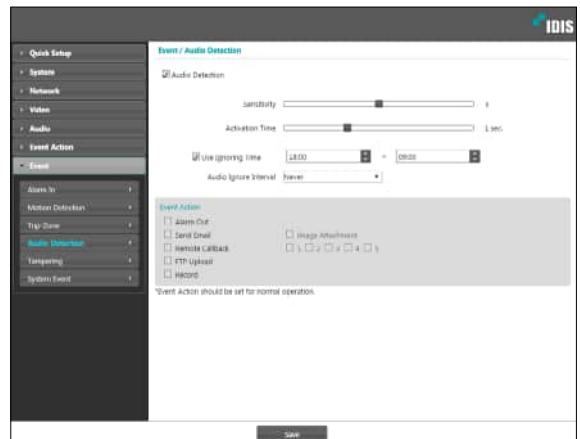 IDIS
Quick Setup
System
Network
Video
Audio
Event Action
Event
Alarm In
Motion Detection
Trip-Zone
Audio Detection
Tampering
System Event
Event / Audio Detection
Audio Detection
Sensitivity
Activation Time 1 sec.
Use Ignoring Time 18:00 ~ 09:00
Audio Ignore Interval Never
Event Action
Alarm Out
Send Email Image Attachment
Remote Callback 1 2 3 4 5
FTP Upload
Record
*Event Action should be set for normal operation.
Save